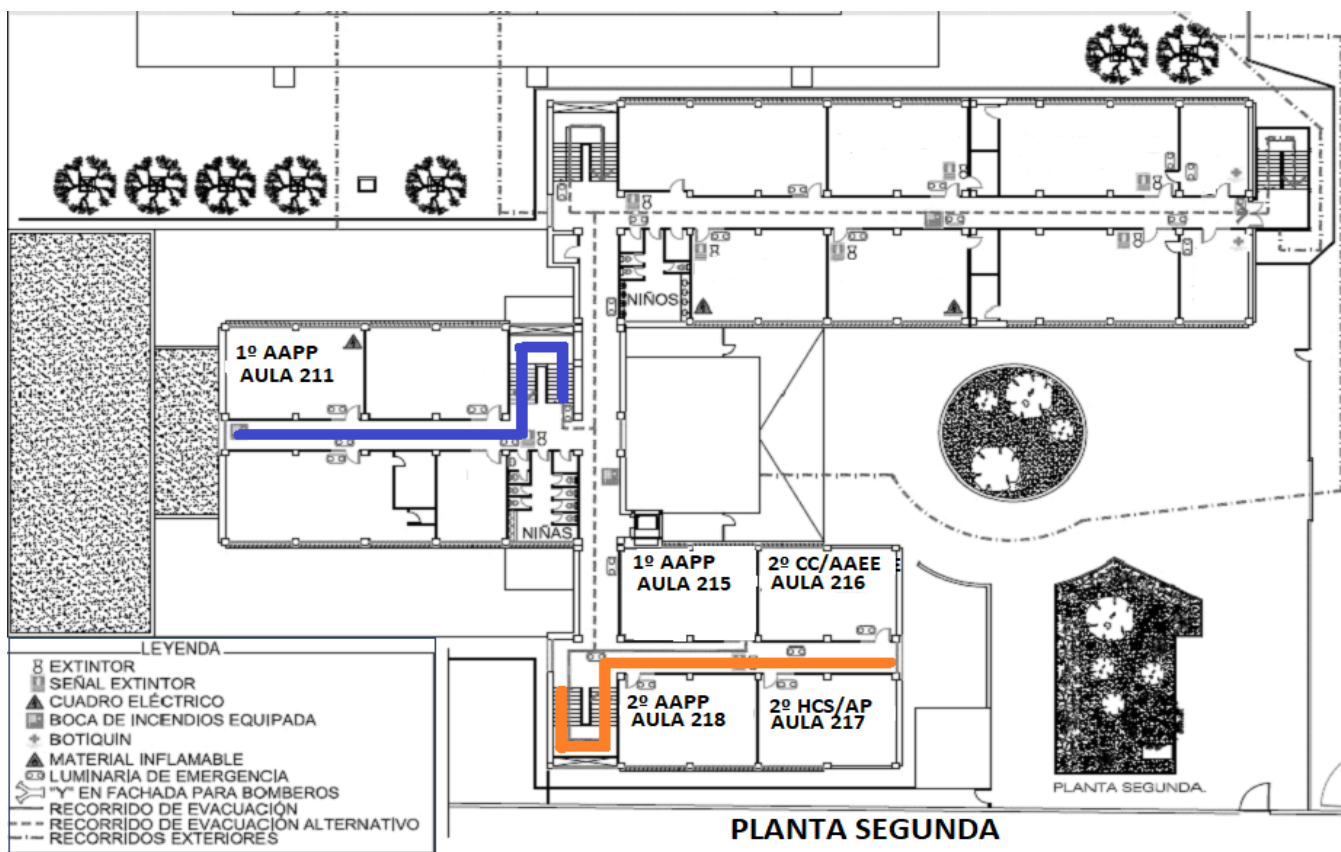 NIÑOS
1º AAPP
AULA 211
NIÑAS
1º AAPP
AULA 215
2º CC/AAEE E
AULA 216
2º AAPP
AULA 218
2º HCS/AP
AULA 217
LEYENDA
EXTINTOR
SEÑAL EXTINTOR
CUADRO ELÉCTRICO
BOCA DE INCENDIOS EQUIPADA
BOTIQUIN
MATERIAL INFLAMABLE
LUMINARIA DE EMERGENCIA
"Y" EN FACHADA PARA BOMBEROS
RECORRIDO DE EVACUACIÓN
RECORRIDO DE EVACUACIÓN ALTERNATIVO
RECORRIDOS EXTERIORES
PLANTA SEGUNDA.
PLANTA SEGUNDA